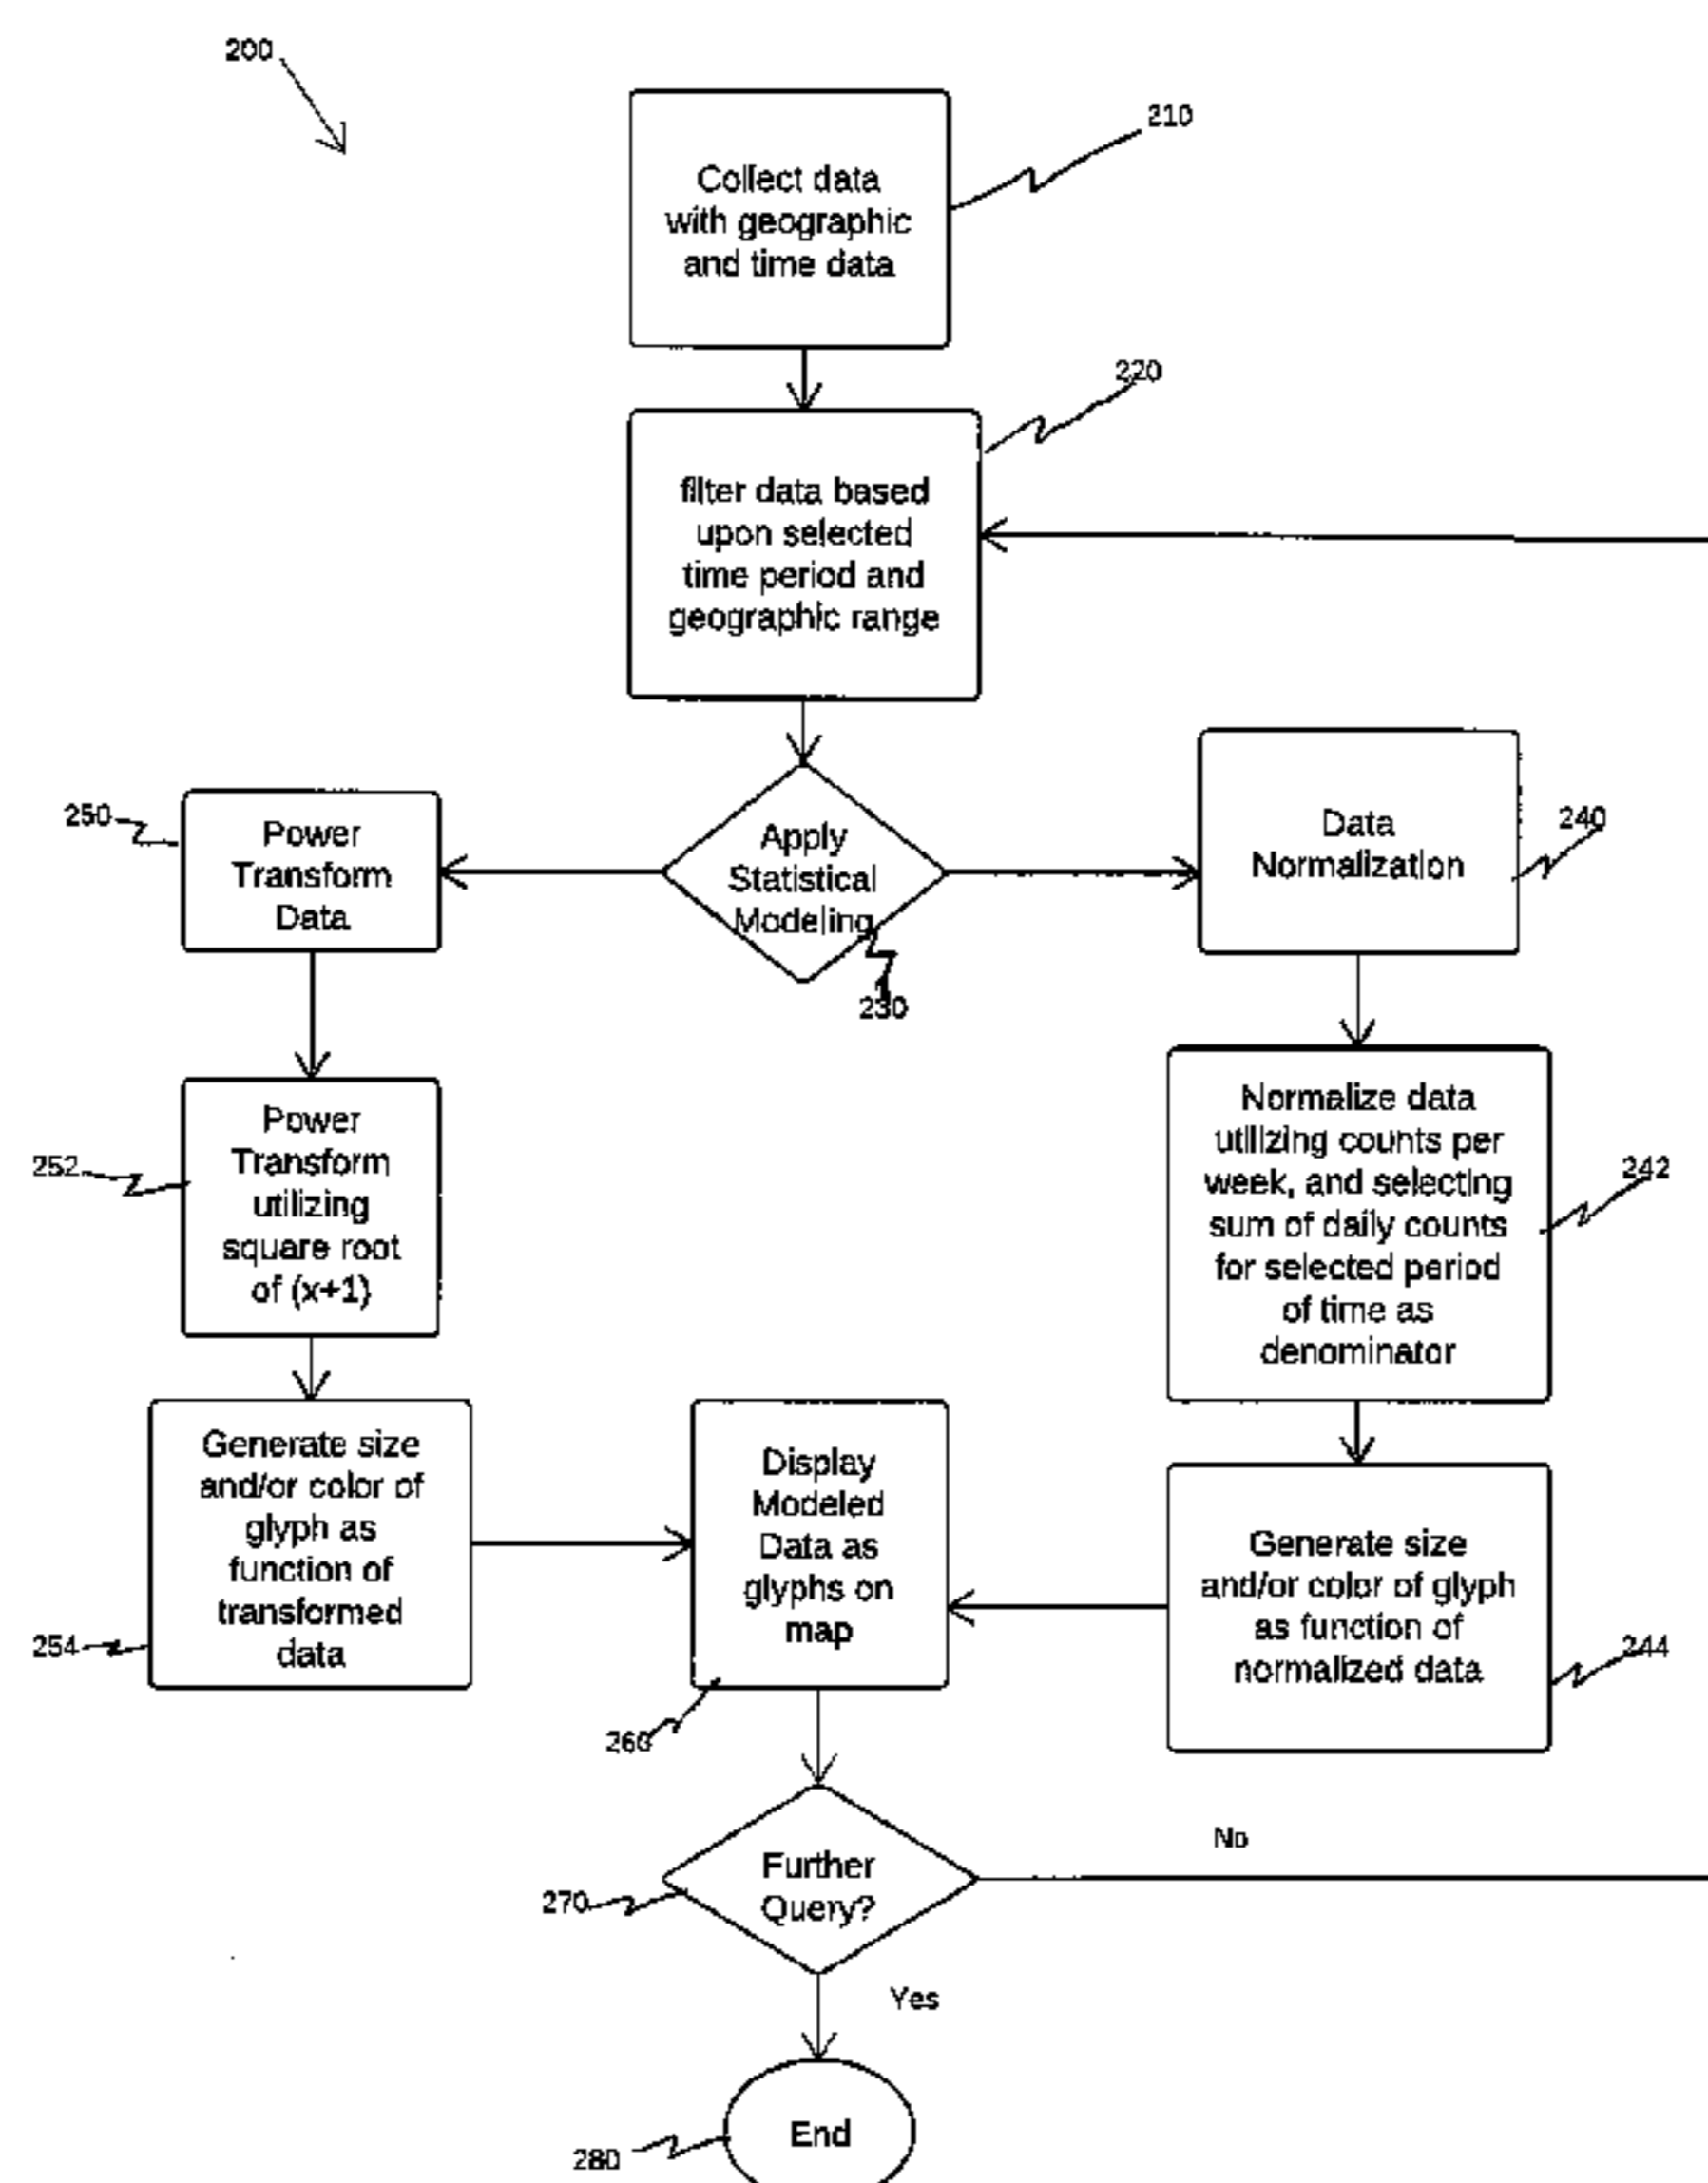 200
210
Collect data
with geographic
and time data
220
filter data based
upon selected
time period and
geographic range
250
Power
Transform
Data
Apply
Statistical
Modeling
230
Data
Normalization
240
252
Power
Transform
utilizing
square root
of (x+1)
Normalize data
utilizing counts per
week, and selecting
sum of daily counts
for selected period
of time as
denominator
242
254
Generate size
and/or color of
glyph as
function of
transformed
data
Display
Modeled
Data as
glyphs on
map
260
Generate size
and/or color of glyph
as function of
normalized data
244
270
Further
Query?
No
Yes
End
280